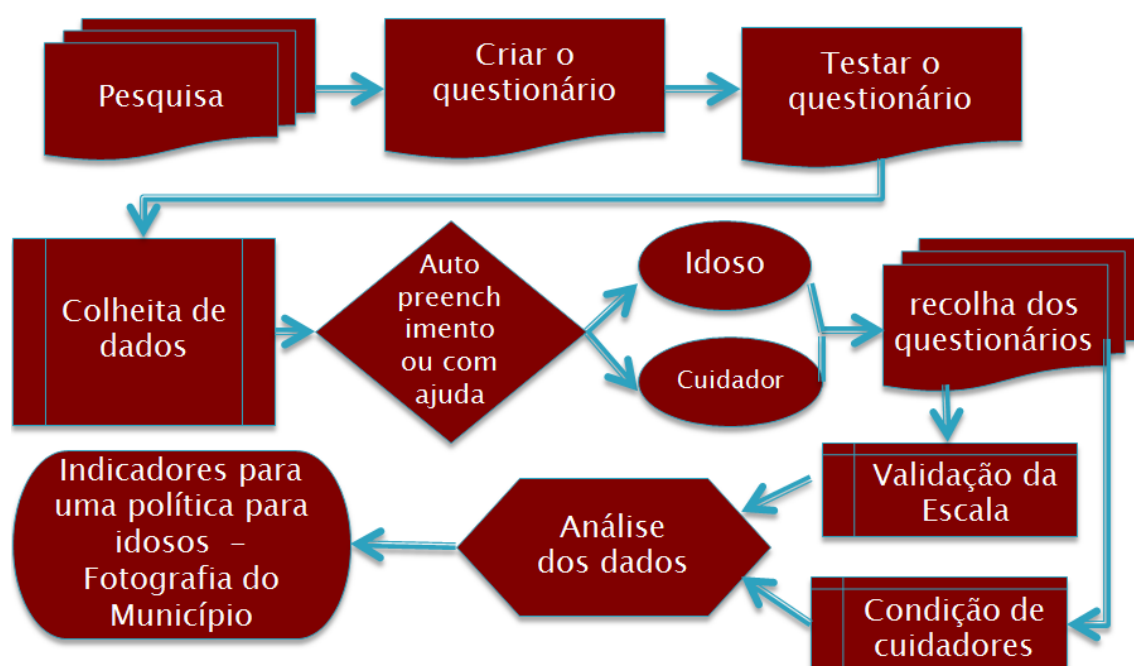 Pesquisa
Criar o
questionário
Testar o
questionário
Colheita de
dados
Auto
preench
imento
ou com
ajuda
Idoso
Cuidador
recolha dos
questionários
Validação da
Escala
Condição de
cuidadores
Análise
dos dados
Indicadores para
uma política para
idosos –
Fotografia do
Município